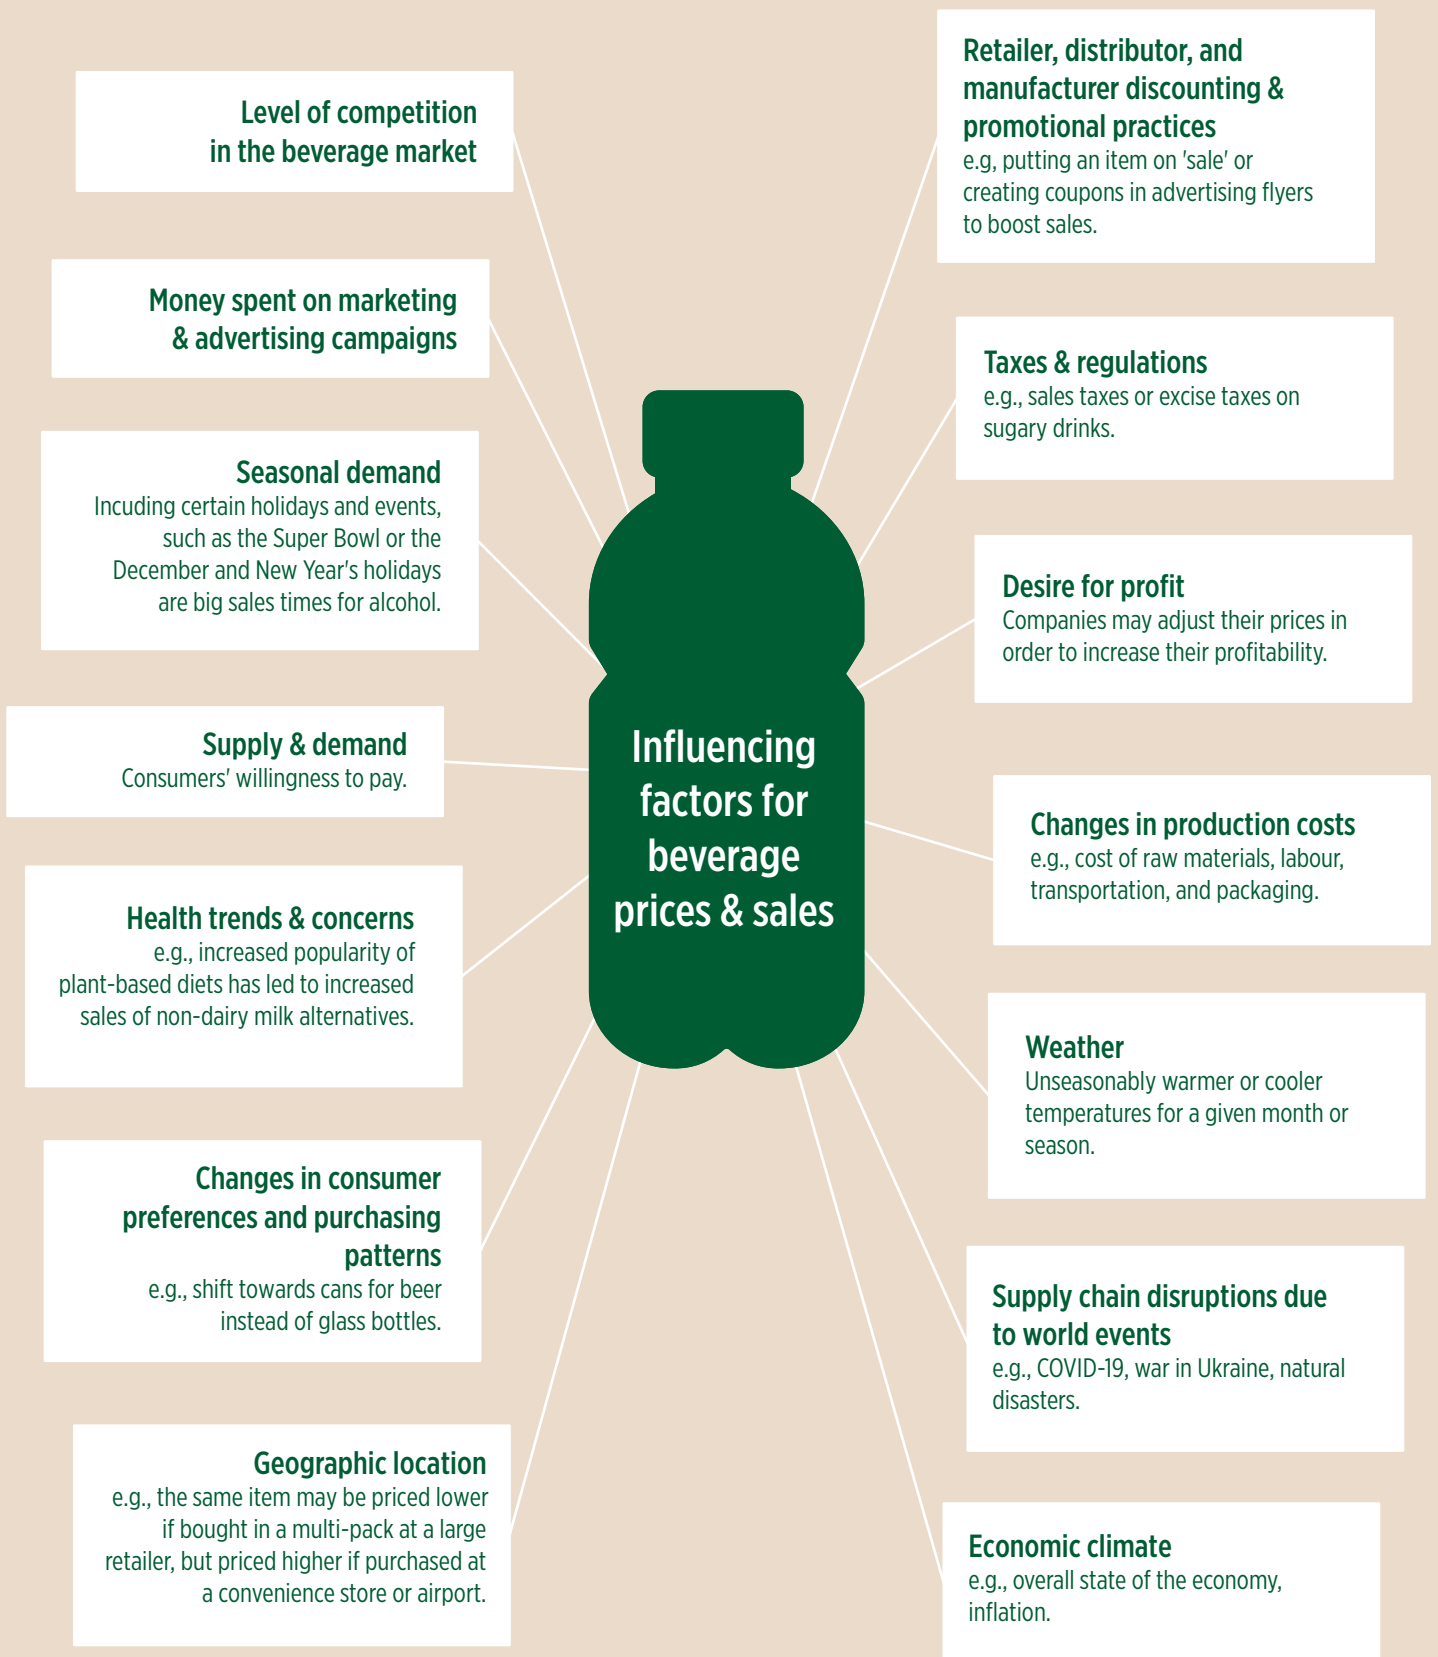 Level of competition
in the beverage market
Money spent on marketing
& advertising campaigns
Seasonal demand
Incuding certain holidays and events,
such as the Super Bowl or the
December and New Year's holidays
are big sales times for alcohol.
Supply & demand
Consumers' willingness to pay.
Health trends & concerns
e.g., increased popularity of
plant-based diets has led to increased
sales of non-dairy milk alternatives.
Changes in consumer
preferences and purchasing
patterns
e.g., shift towards cans for beer
instead of glass bottles.
Geographic location
e.g., the same item may be priced lower
if bought in a multi-pack at a large
retailer, but priced higher if purchased at
a convenience store or airport.
Influencing
factors for
beverage
prices & sales
Retailer, distributor, and
manufacturer discounting &
promotional practices
e.g, putting an item on 'sale' or
creating coupons in advertising flyers
to boost sales.
Taxes & regulations
e.g., sales taxes or excise taxes on
sugary drinks.
Desire for profit
Companies may adjust their prices in
order to increase their profitability.
Changes in production costs
e.g., cost of raw materials, labour,
transportation, and packaging.
Weather
Unseasonably warmer or cooler
temperatures for a given month or
season.
Supply chain disruptions due
to world events
e.g., COVID-19, war in Ukraine, natural
disasters.
Economic climate
e.g., overall state of the economy,
inflation.